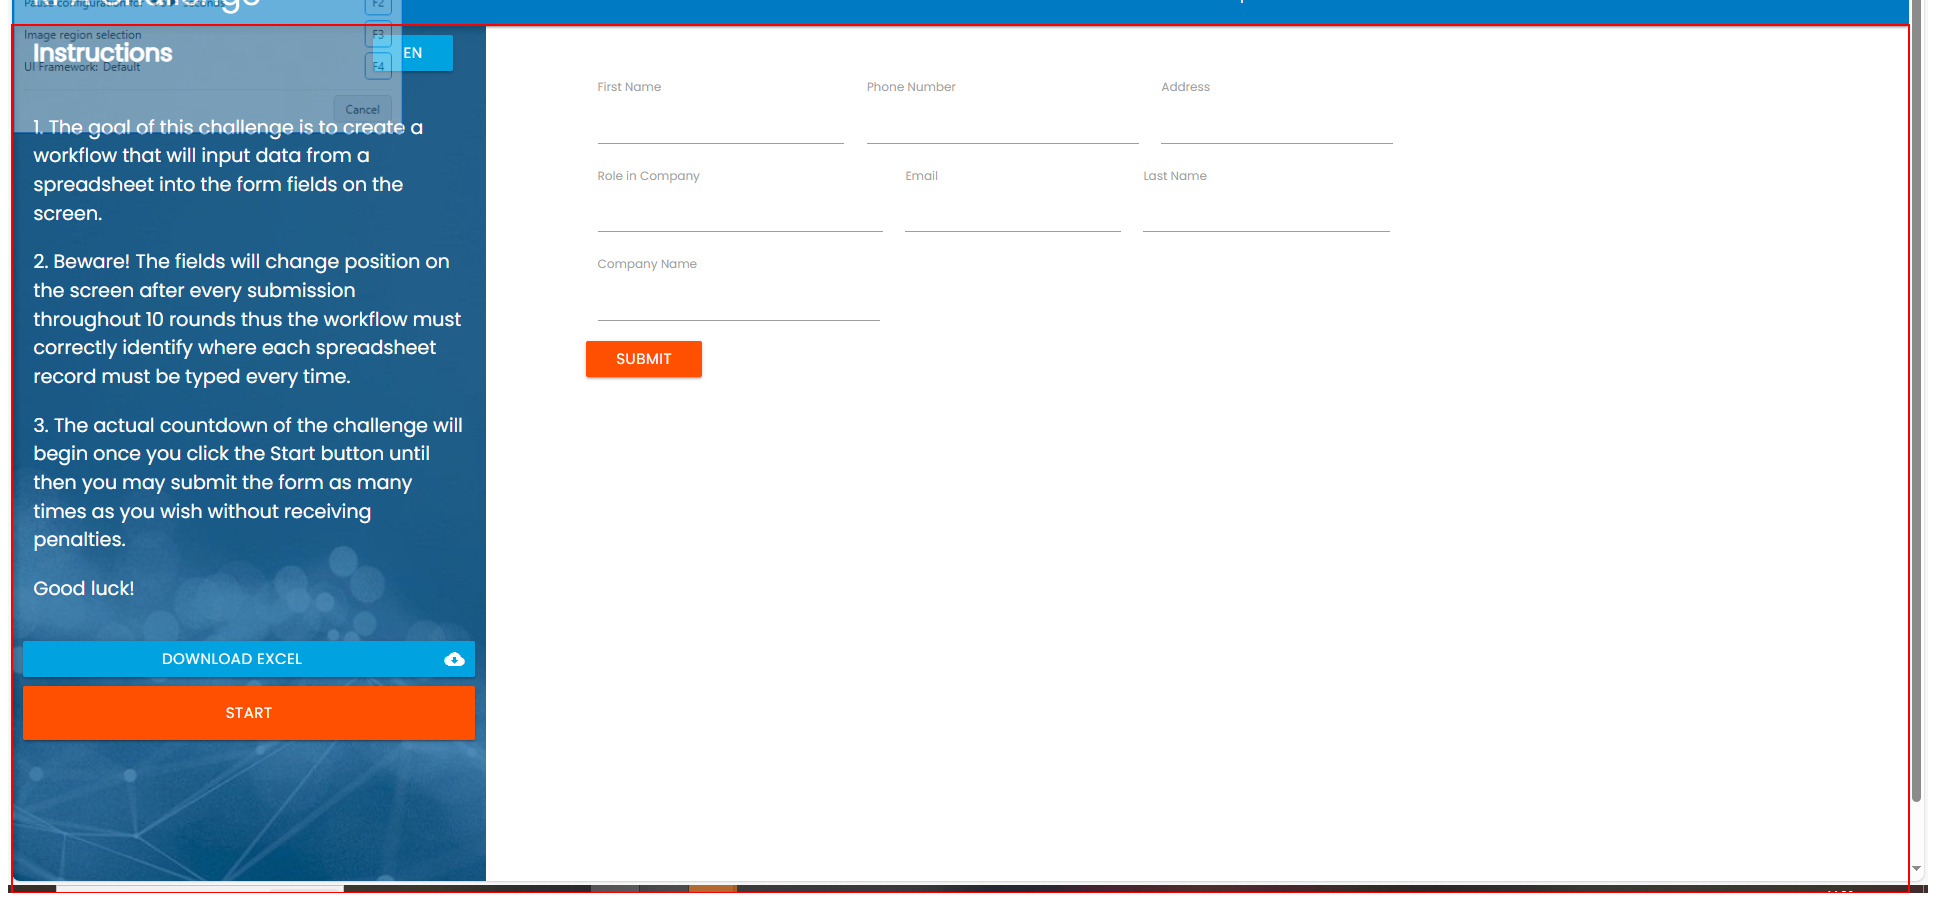 Pause configuration for seconds F2
Image region selection F3
Instructions EN
UI Framework: Default F4
Cancel
1. The goal of this challenge is to create a
workflow that will input data from a
spreadsheet into the form fields on the
screen.
2. Beware! The fields will change position on
the screen after every submission
throughout 10 rounds thus the workflow must
correctly identify where each spreadsheet
record must be typed every time.
3. The actual countdown of the challenge will
begin once you click the Start button until
then you may submit the form as many
times as you wish without receiving
penalties.
Good luck!
DOWNLOAD EXCEL
START
First Name Phone Number Address
Role in Company Email Last Name
Company Name
SUBMIT